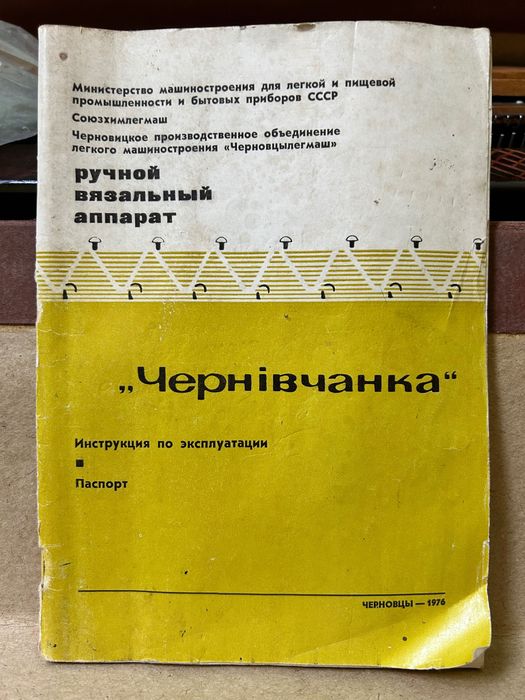 Министерство машиностроения для легкой и пищевой
промышленности и бытовых приборов СССР
Союзхимлегмаш
Черновицкое производственное объединение
легкого машиностроения «Черновцылегмаш»
ручной
вязальный
аппарат
„Чернівчанка“
Инструкция по эксплуатации
Паспорт
ЧЕРНОВЦЫ — 1976